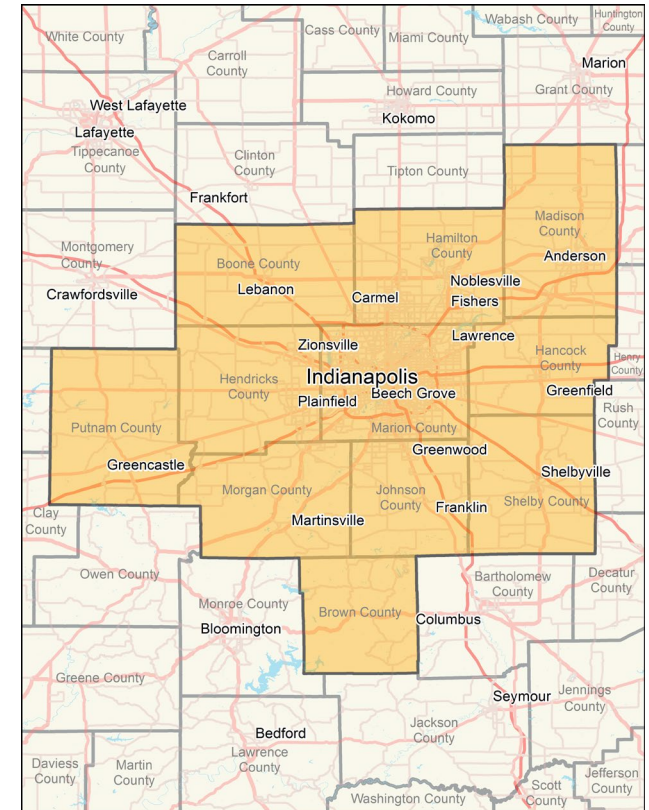 White County
Cass County
Miami County
Wabash County
Huntington
County
Carroll
County
Marion
Howard County
Grant County
West Lafayette
Kokomo
Lafayette
Tippecanoe
County
Clinton
County
Tipton County
Frankfort
Madison
County
Montgomery
County
Boone County
Hamilton
County
Anderson
Crawfordsville
Lebanon
Carmel
Noblesville
Fishers
Zionsville
Lawrence
Hancock
County
Henry
County
Indianapolis
Hendricks
County
Plainfield
Beech Grove
Greenfield
Rush
County
Putnam County
Marion County
Greencastle
Greenwood
Shelbyville
Morgan County
Johnson
County
Shelby County
Martinsville
Franklin
Clay
County
Owen County
Bartholomew
County
Decatur
County
Monroe County
Brown County
Bloomington
Columbus
Greene County
Seymour
Jennings
County
Bedford
Jackson
County
Lawrence
County
Daviess
County
Martin
County
Washington County
Scott
County
Jefferson
County